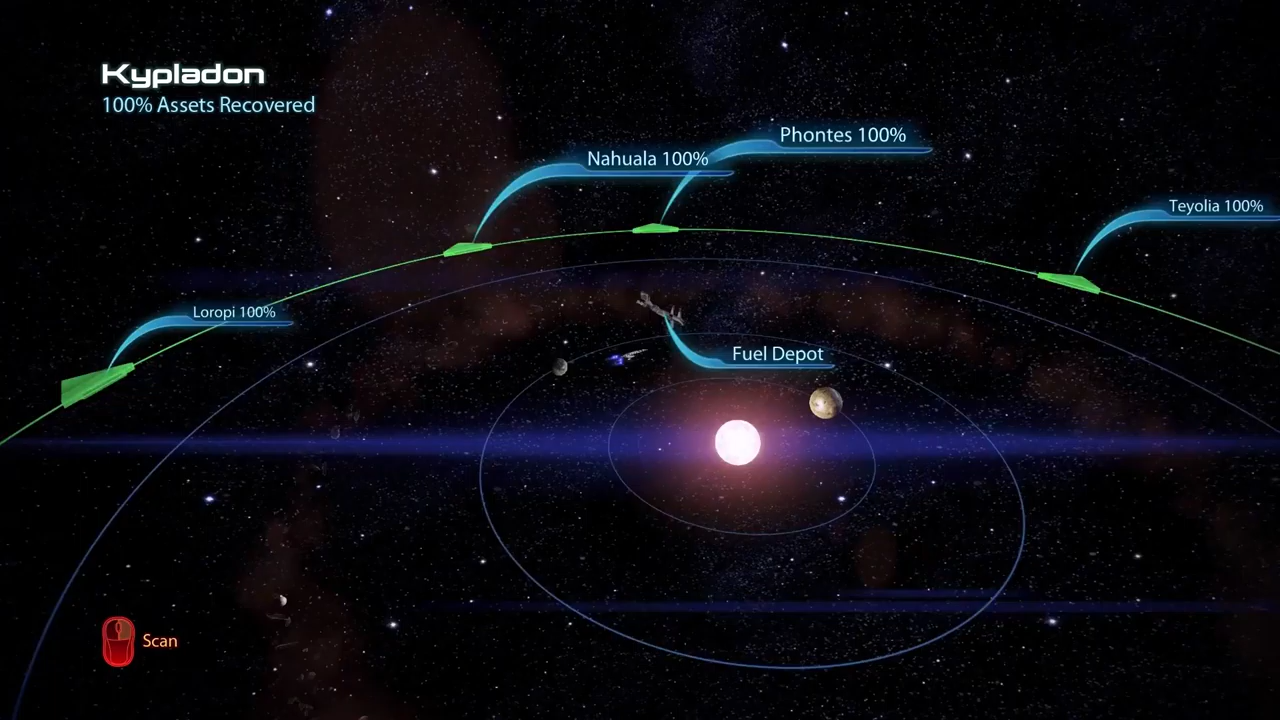 Kypladon
100% Assets Recovered
Phontes 100%
Nahuala 100%
Teyolia 100%
Loropi 100%
Fuel Depot
Scan